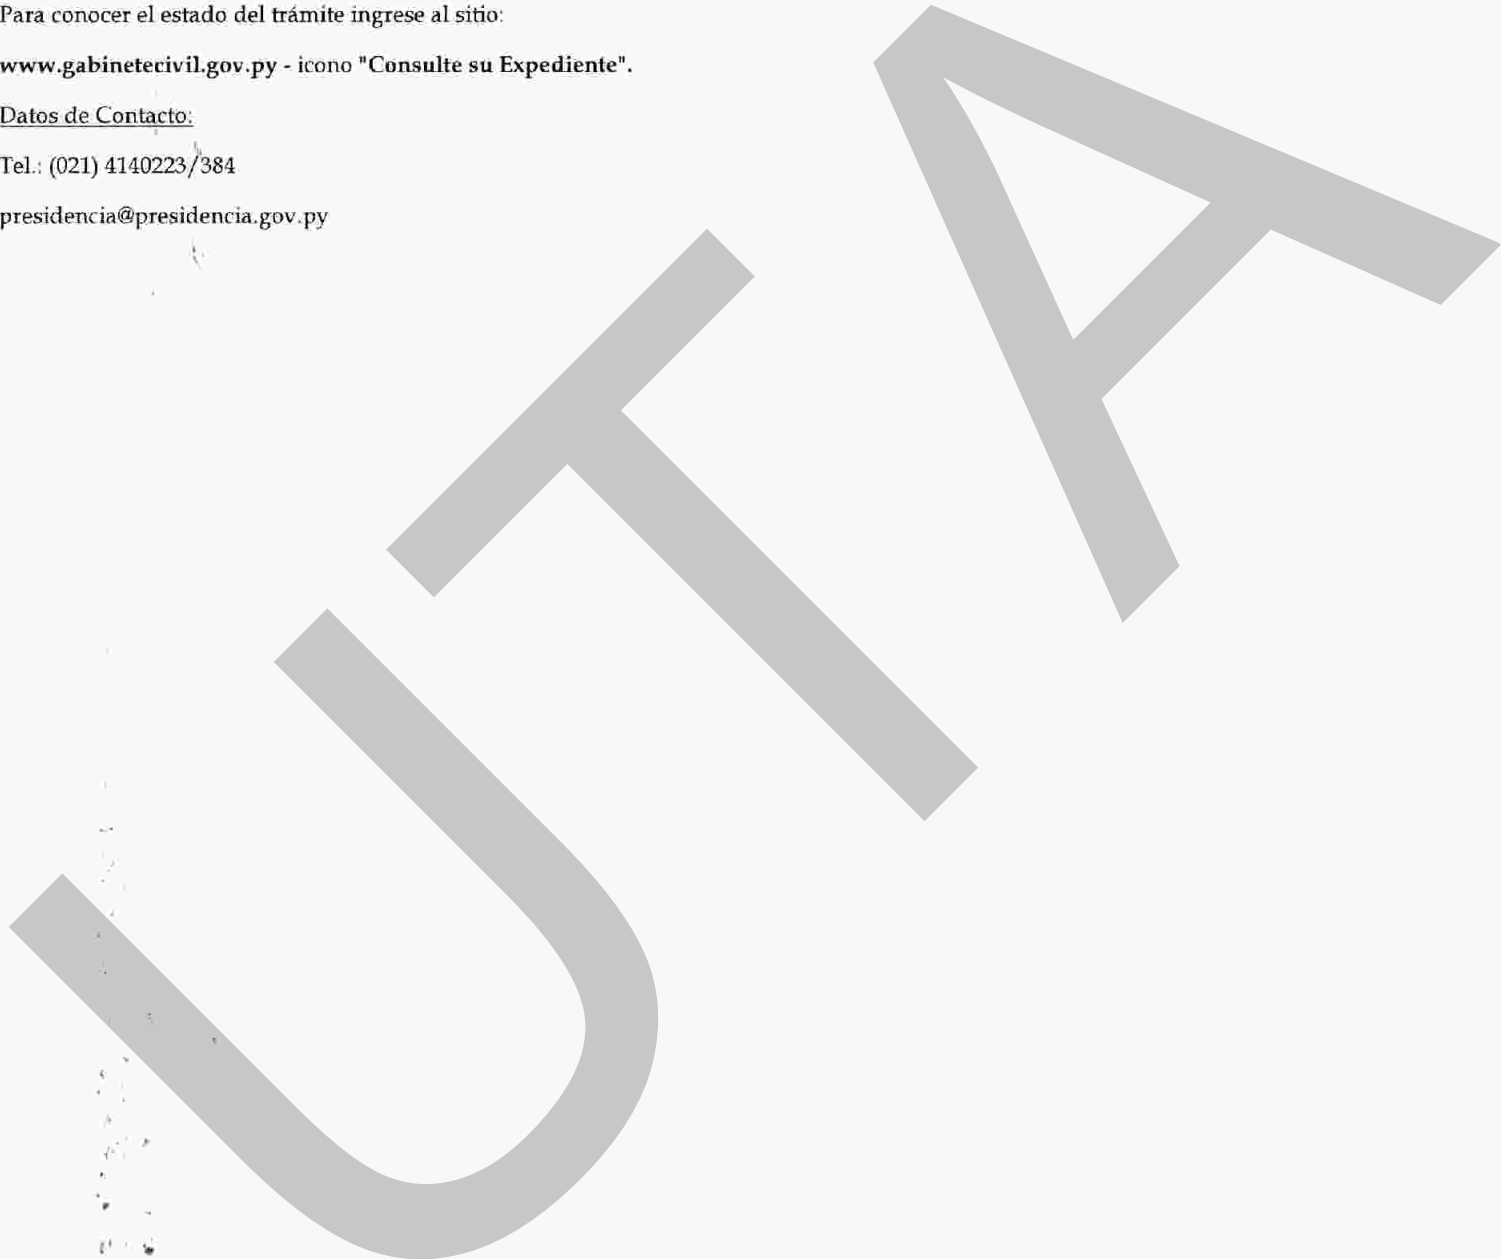 Para conocer el estado del trámite ingrese al sitio:
www.gabinetecivil.gov.py - icono "Consulte su Expediente".
Datos de Contacto:
Tel.: (021) 4140223/384
presidencia@presidencia.gov.py
UTA